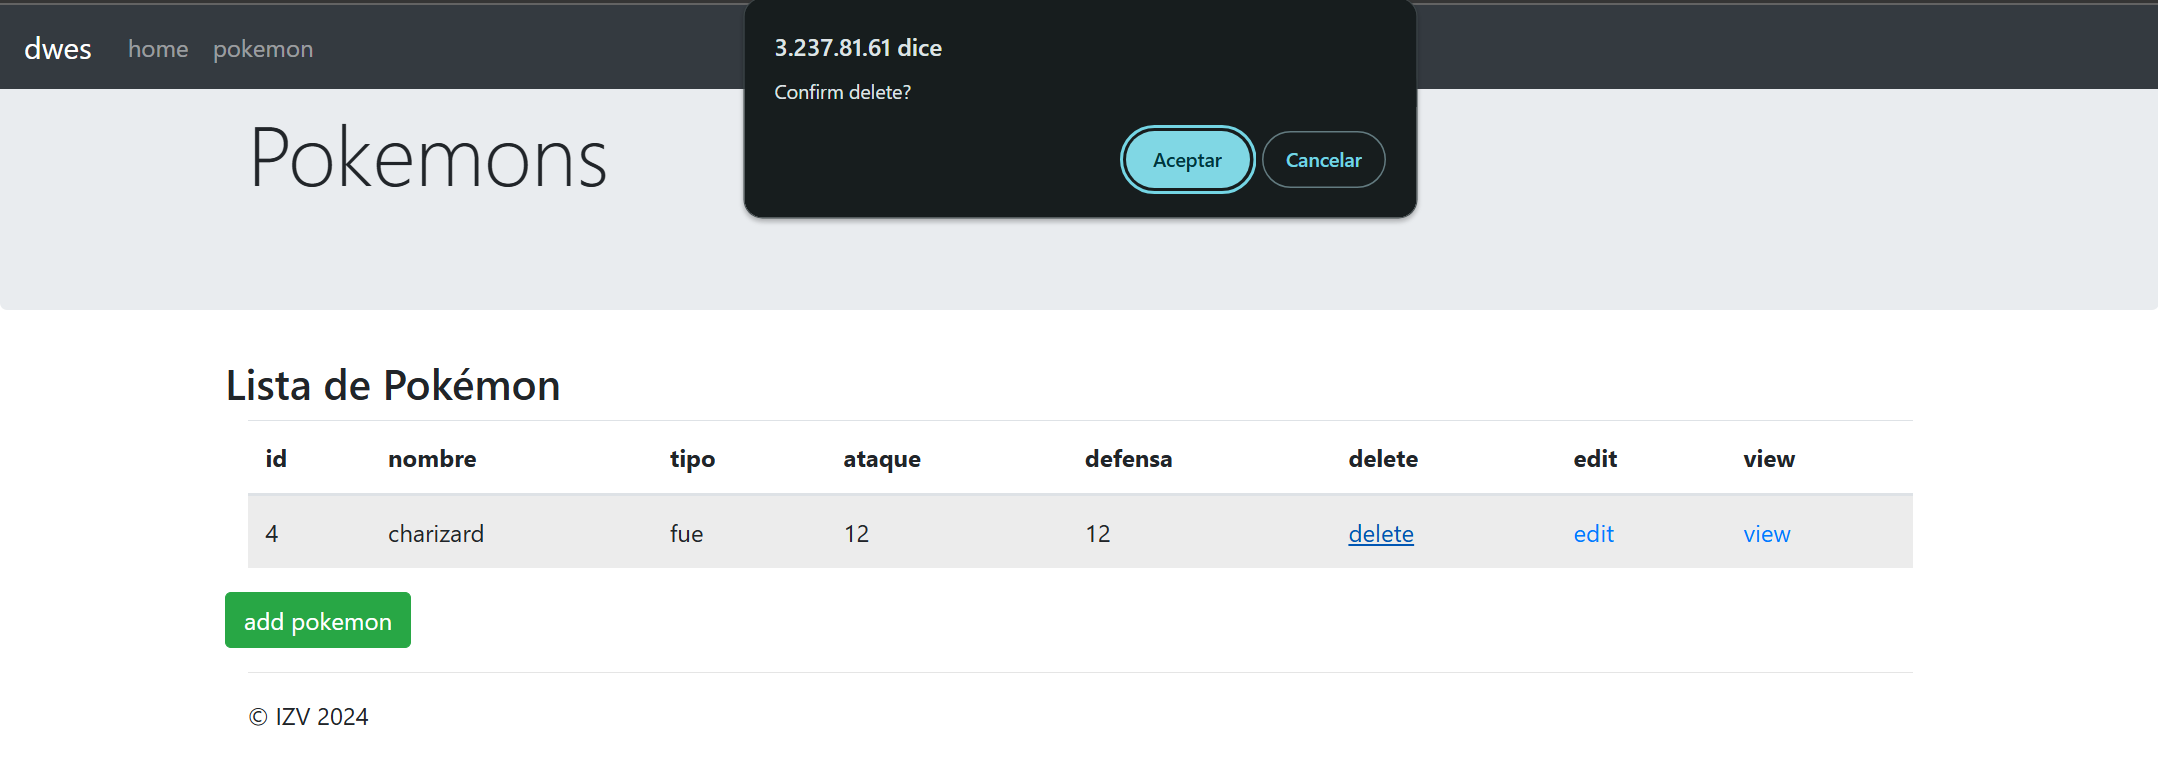 dwes home pokemon
3.237.81.61 dice
Confirm delete?
Aceptar Cancelar
Pokemons
Lista de Pokémon
id nombre tipo ataque defensa delete edit view
4 charizard fue 12 12 delete edit view
add pokemon
© IZV 2024